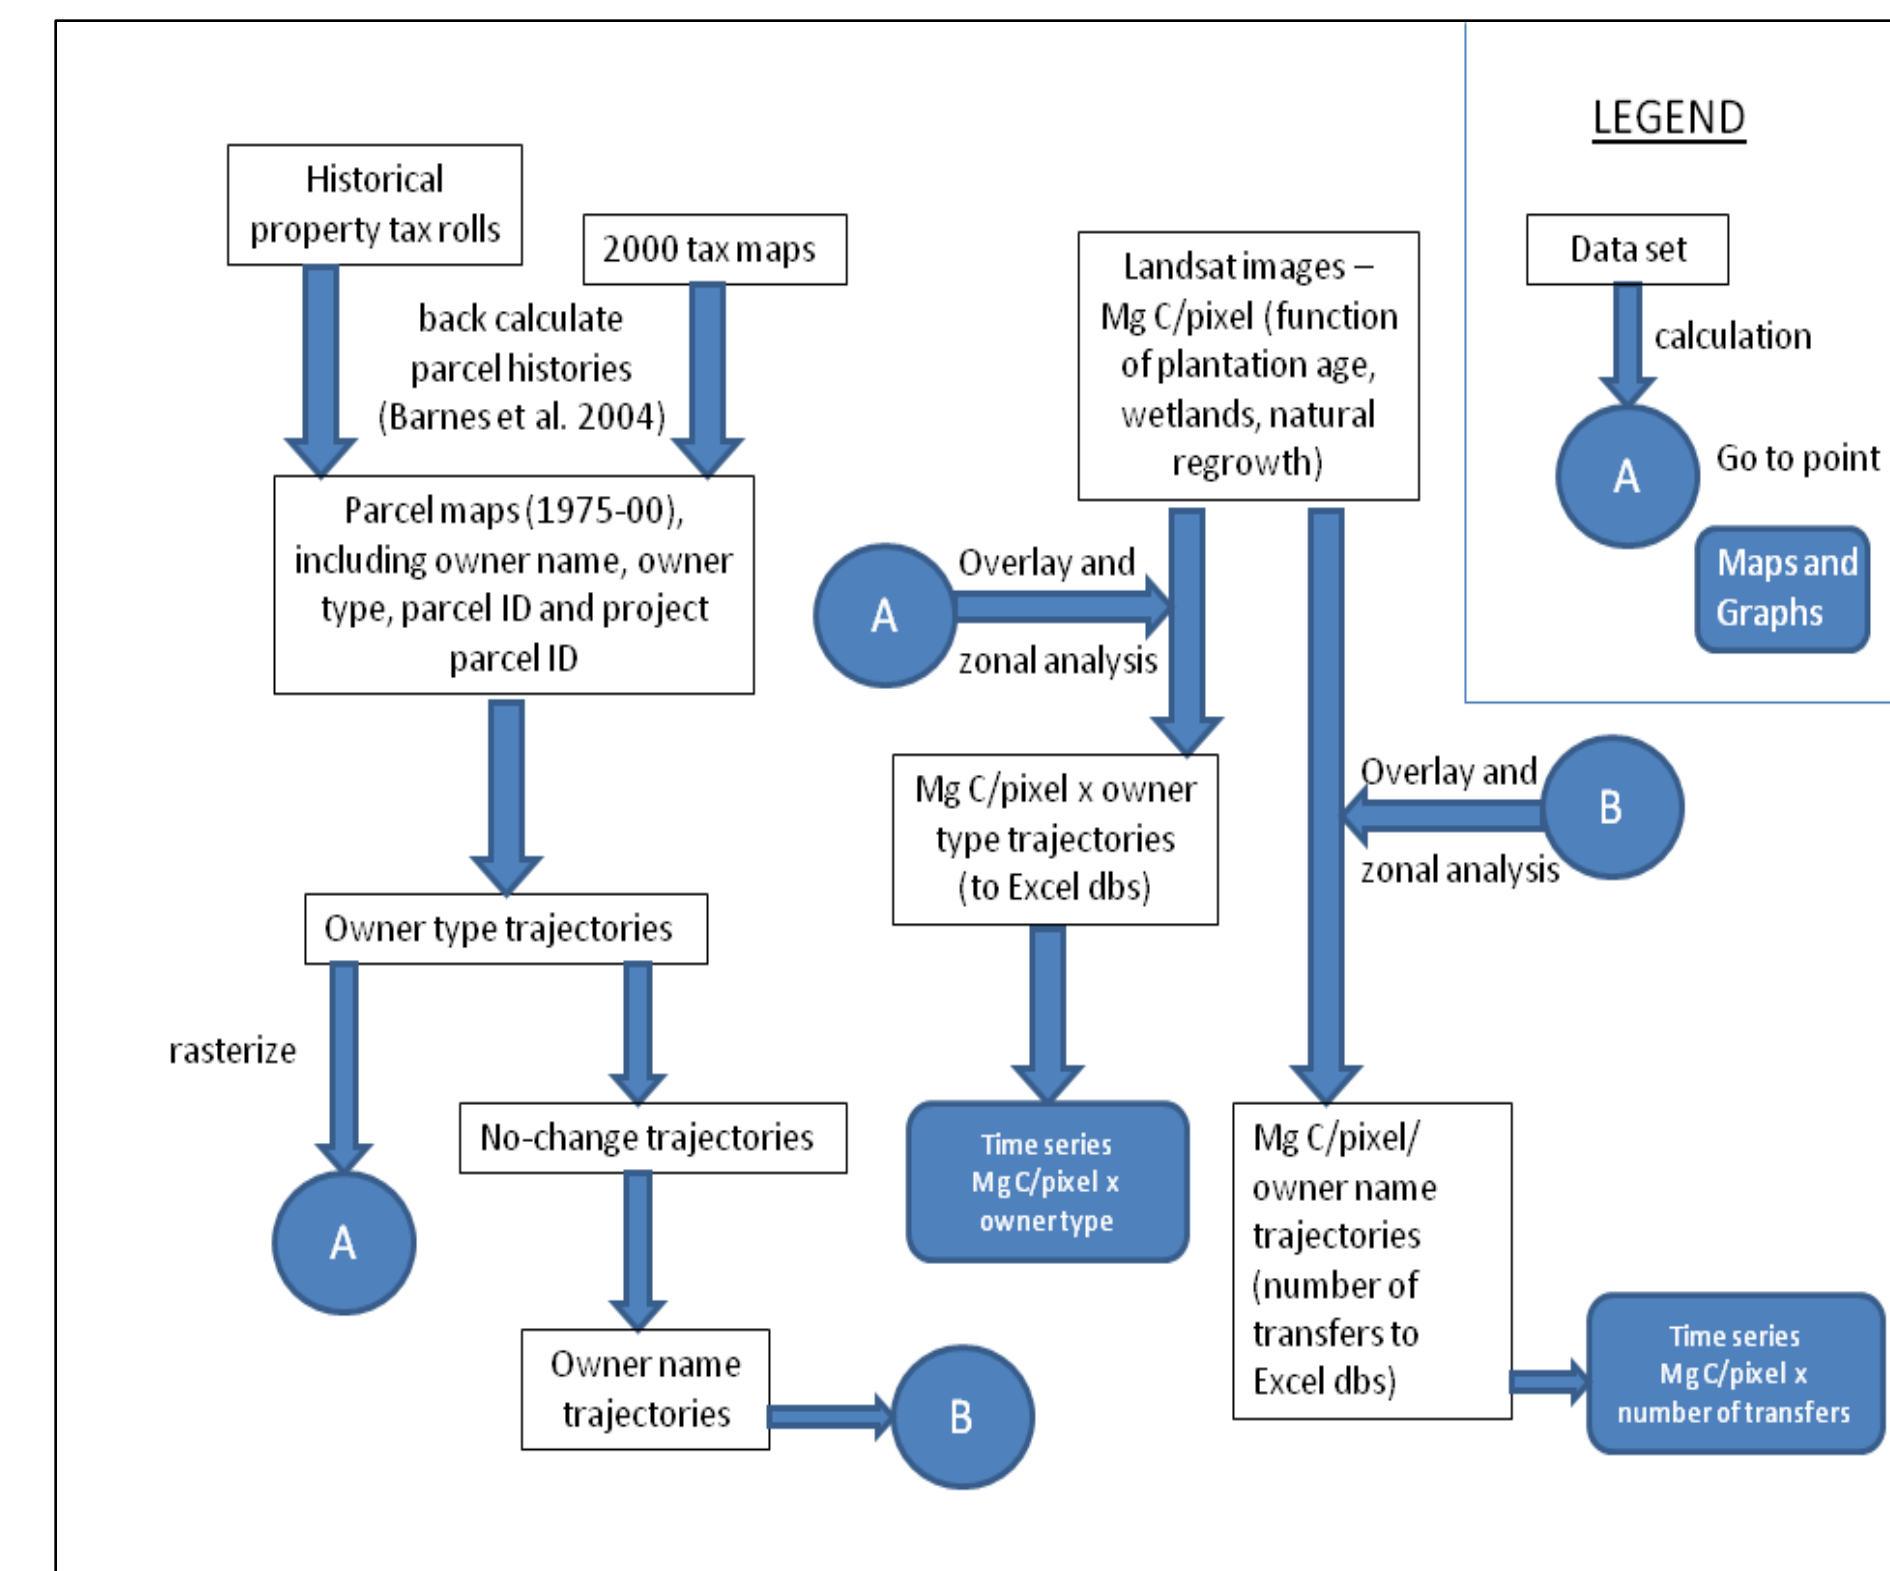 Historical
property tax rolls
2000 tax maps
back calculate
parcel histories
(Barnes et al. 2004)
Parcel maps (1975-00),
including owner name, owner
type, parcel ID and project
parcel ID
Owner type trajectories
rasterize
A
No-change trajectories
Owner name
trajectories
B
Landsat images –
Mg C/pixel (function
of plantation age,
wetlands, natural
regrowth)
A
Overlay and
zonal analysis
Mg C/pixel x owner
type trajectories
(to Excel dbs)
Time series
Mg C/pixel x
owner type
Overlay and
zonal analysis
B
Mg C/pixel/
owner name
trajectories
(number of
transfers to
Excel dbs)
Time series
Mg C/pixel x
number of transfers
LEGEND
Data set
calculation
A
Go to point
Maps and
Graphs